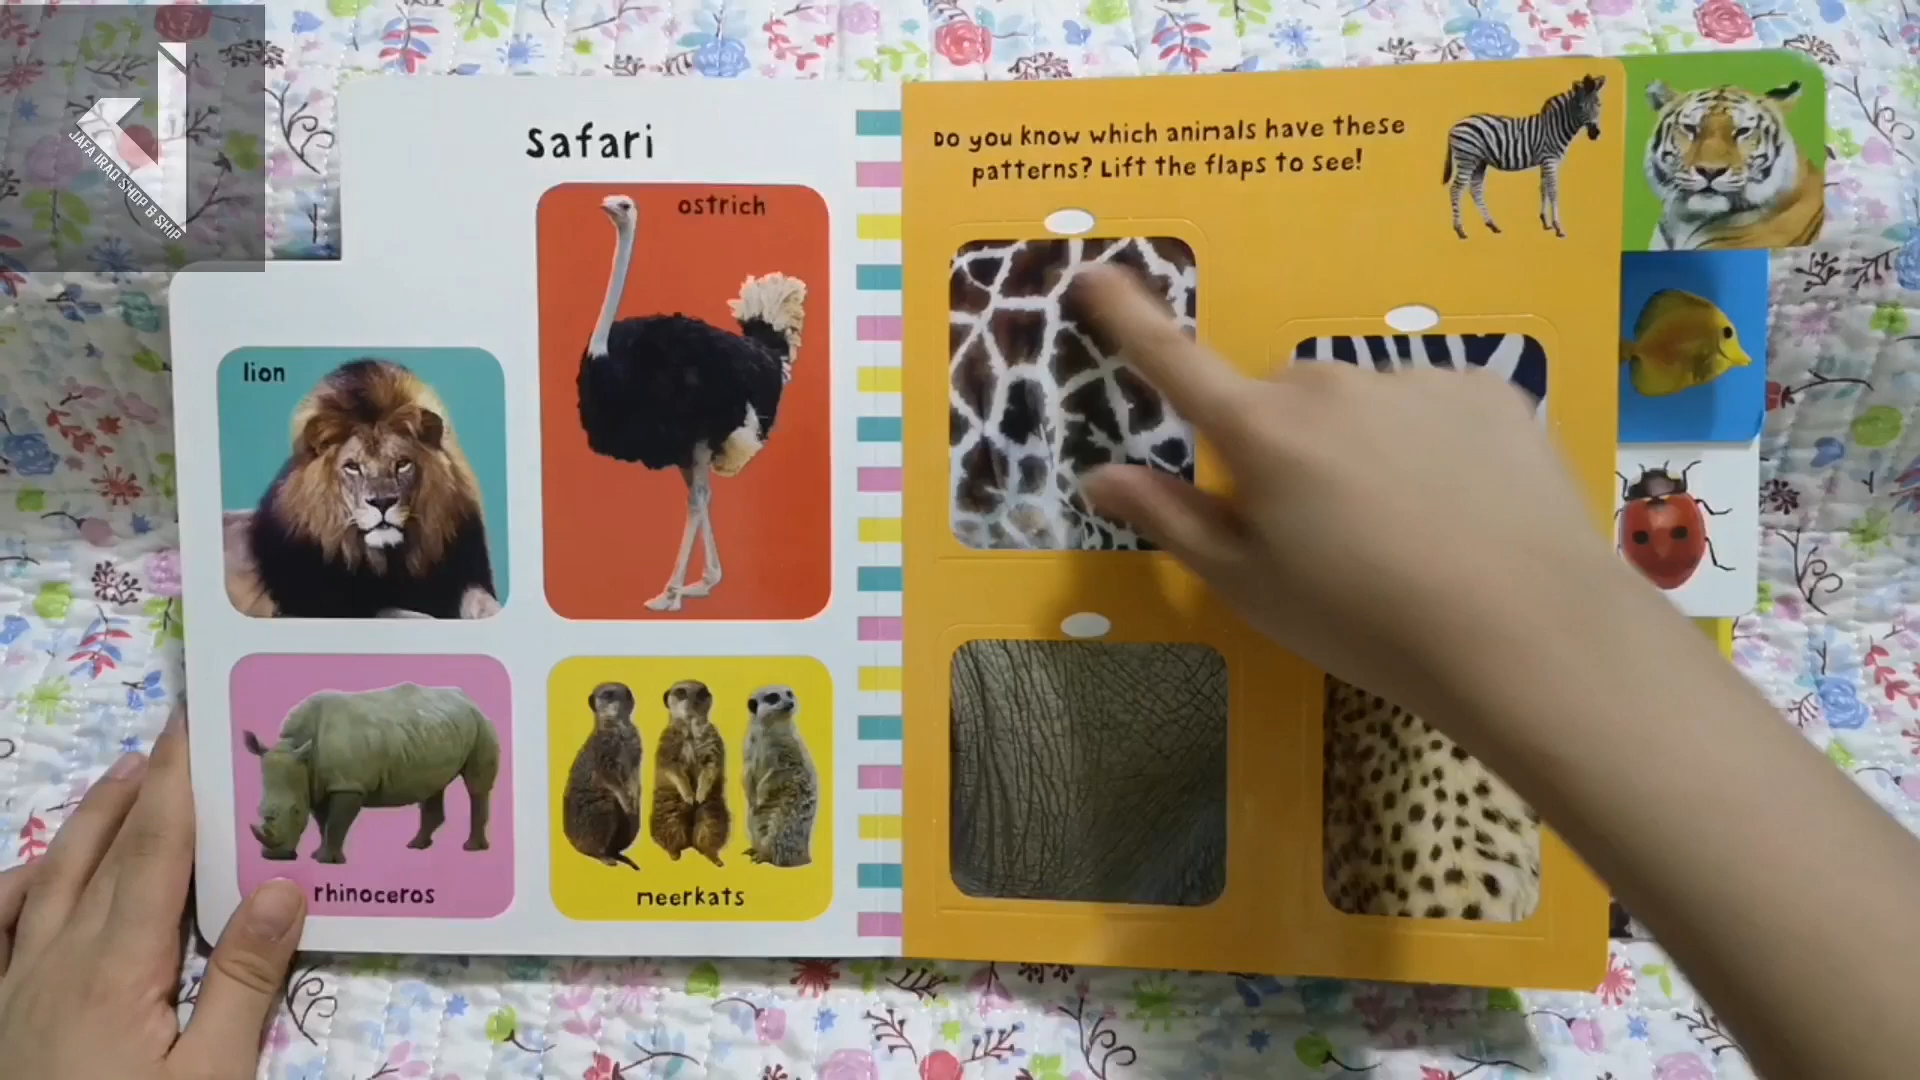 JAFA IRAQ SHOP & SHIP
Safari
ostrich
lion
rhinoceros
meerkats
Do you know which animals have these
patterns? Lift the flaps to see!